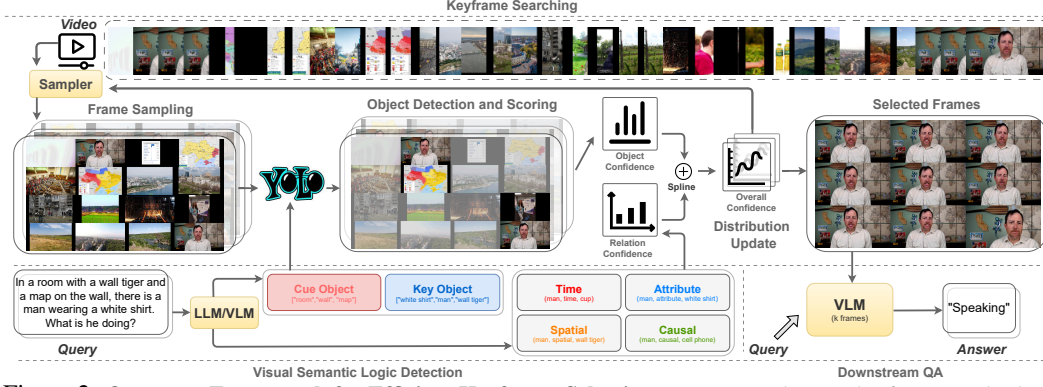 Keyframe Searching
Video
Sampler
Frame Sampling
Object Detection and Scoring
Selected Frames
YOLO
Object
Confidence
Spline
Relation
Confidence
Overall
Confidence
Distribution
Update
In a room with a wall tiger and
a map on the wall, there is a
man wearing a white shirt.
What is he doing?
Query
LLM/VLM
Cue Object
["room","wall", "map"]
Key Object
["white shirt","man","wall tiger"]
Time
(man, time, cup)
Attribute
(man, attribute, white shirt)
Spatial
(man, spatial, wall tiger)
Causal
(man, causal, cell phone)
VLM
(k frames)
Query
"Speaking"
Answer
Visual Semantic Logic Detection
Downstream QA